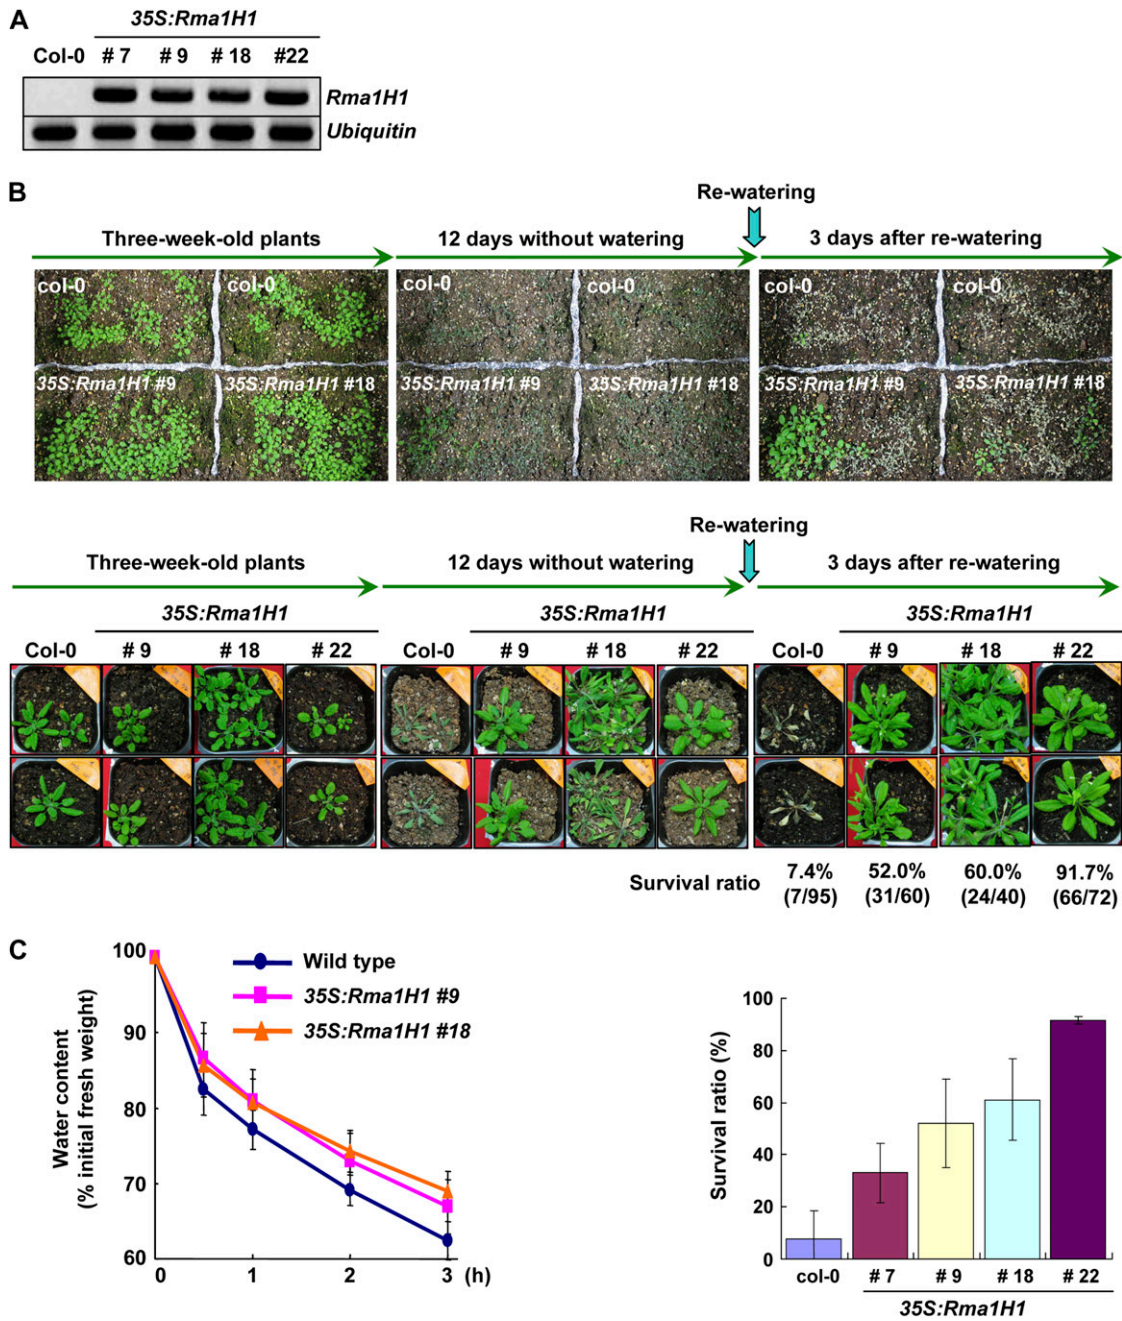 A
35S:Rma1H1
Col-0 # 7 # 9 # 18 #22
Rma1H1
Ubiquitin
B
Re-watering
Three-week-old plants 12 days without watering 3 days after re-watering
col-0 col-0 col-0 col-0 col-0 col-0
35S:Rma1H1 #9 35S:Rma1H1 #18 35S:Rma1H1 #9 35S:Rma1H1 #18 35S:Rma1H1 #9 35S:Rma1H1 #18
Re-watering
Three-week-old plants 12 days without watering 3 days after re-watering
35S:Rma1H1 35S:Rma1H1 35S:Rma1H1
Col-0 # 9 # 18 # 22 Col-0 # 9 # 18 # 22 Col-0 # 9 # 18 # 22
Survival ratio 7.4% 52.0% 60.0% 91.7%
(7/95) (31/60) (24/40) (66/72)
C
Water content
(% initial fresh weight)
100
90
80
70
60
0 1 2 3 (h)
Wild type
35S:Rma1H1 #9
35S:Rma1H1 #18
Survival ratio (%)
100
80
60
40
20
0
col-0 # 7 # 9 # 18 # 22
35S:Rma1H1